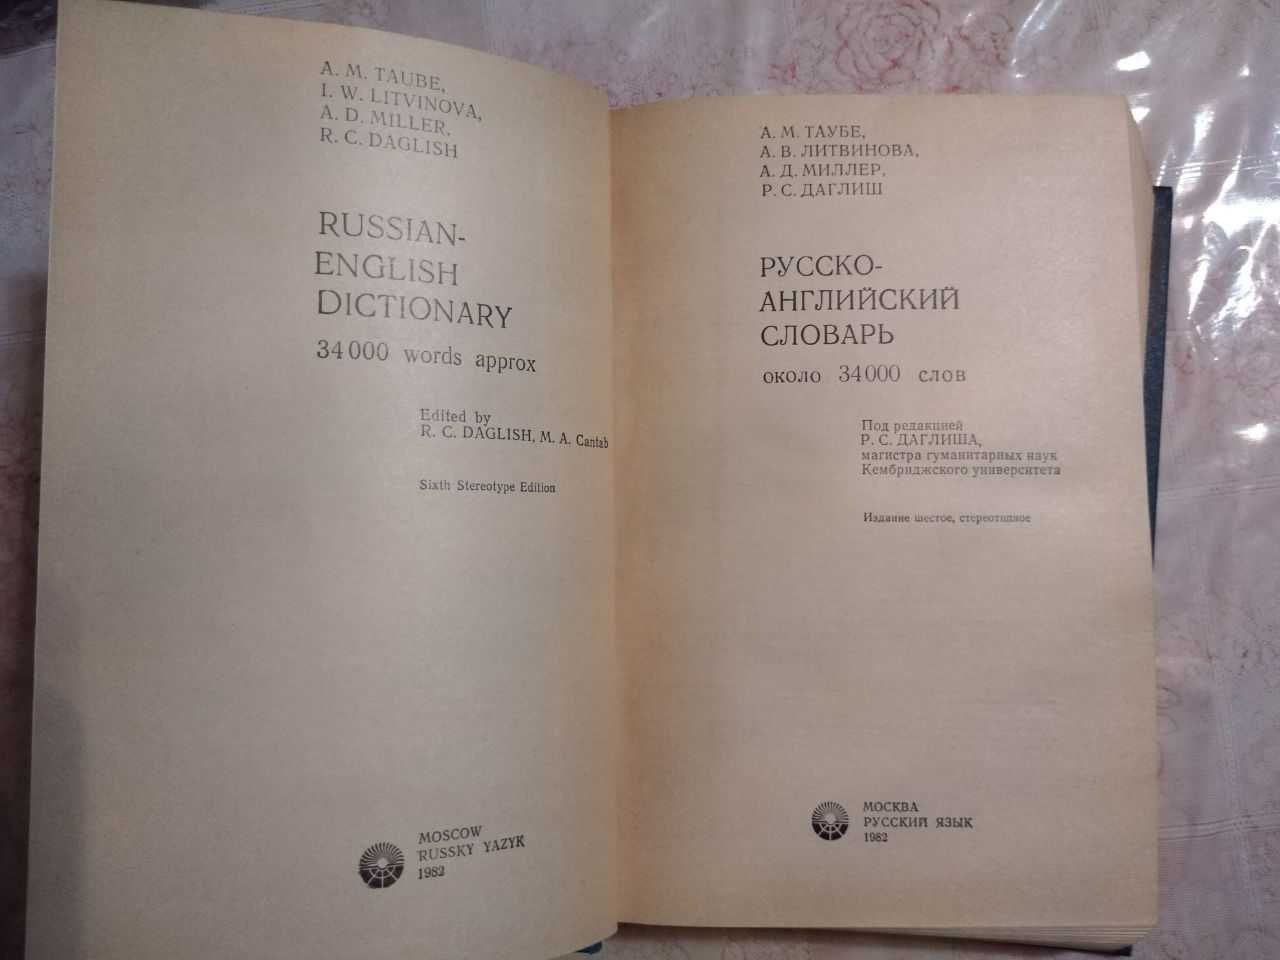 A. M. TAUBE,
I. W. LITVINOVA,
A. D. MILLER,
R. C. DAGLISH
RUSSIAN-
ENGLISH
DICTIONARY
34 000 words approx
Edited by
R. C. DAGLISH, M. A. Cantab
Sixth Stereotype Edition
MOSCOW
RUSSKY YAZYK
1982
А. М. ТАУБЕ,
А. В. ЛИТВИНОВА,
А. Д. МИЛЛЕР,
Р. С. ДАГЛИШ
РУССКО-
АНГЛИЙСКИЙ
СЛОВАРЬ
около 34 000 слов
Под редакцией
Р. С. ДАГЛИША,
магистра гуманитарных наук
Кембриджского университета
Издание шестое, стереотипное
МОСКВА
РУССКИЙ ЯЗЫК
1982